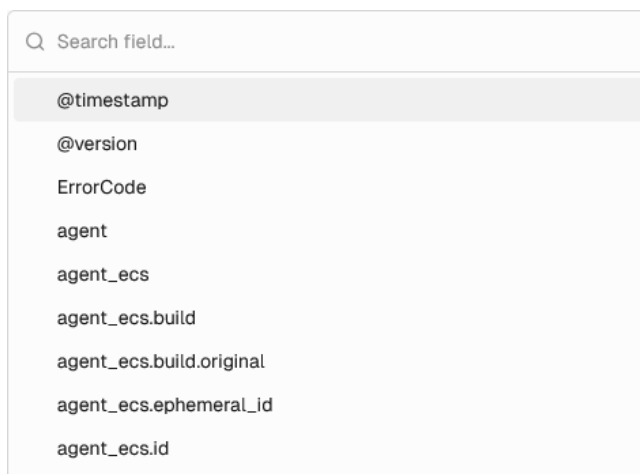 Search field...
@timestamp
@version
ErrorCode
agent
agent_ecs
agent_ecs.build
agent_ecs.build.original
agent_ecs.ephemeral_id
agent_ecs.id